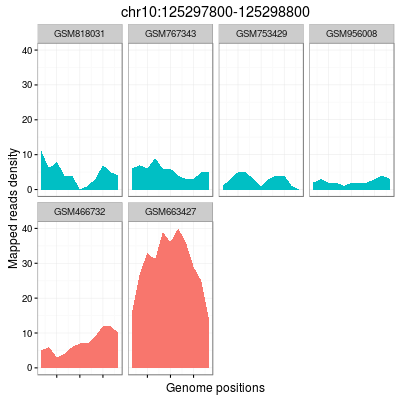 chr10:125297800-125298800
GSM818031 GSM767343 GSM753429 GSM956008
40
30
20
10
0
GSM466732 GSM663427
40
30
20
10
0
Mapped reads density
Genome positions